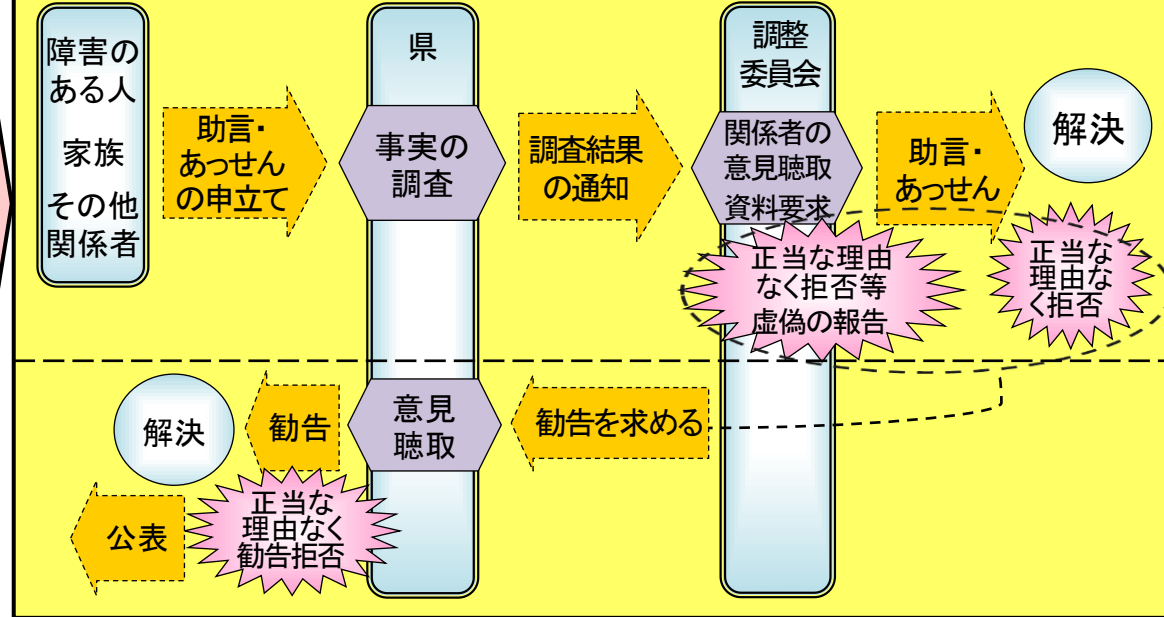 障害の
ある人
家族
その他
関係者
助言・
あっせん
の申立て
県
事実の
調査
調査結果
の通知
調整
委員会
関係者の
意見聴取
資料要求
助言・
あっせん
解決
正当な理由
なく拒否等
虚偽の報告
正当な
理由な
く拒否
勧告を求める
意見
聴取
勧告
解決
正当な
理由なく
勧告拒否
公表